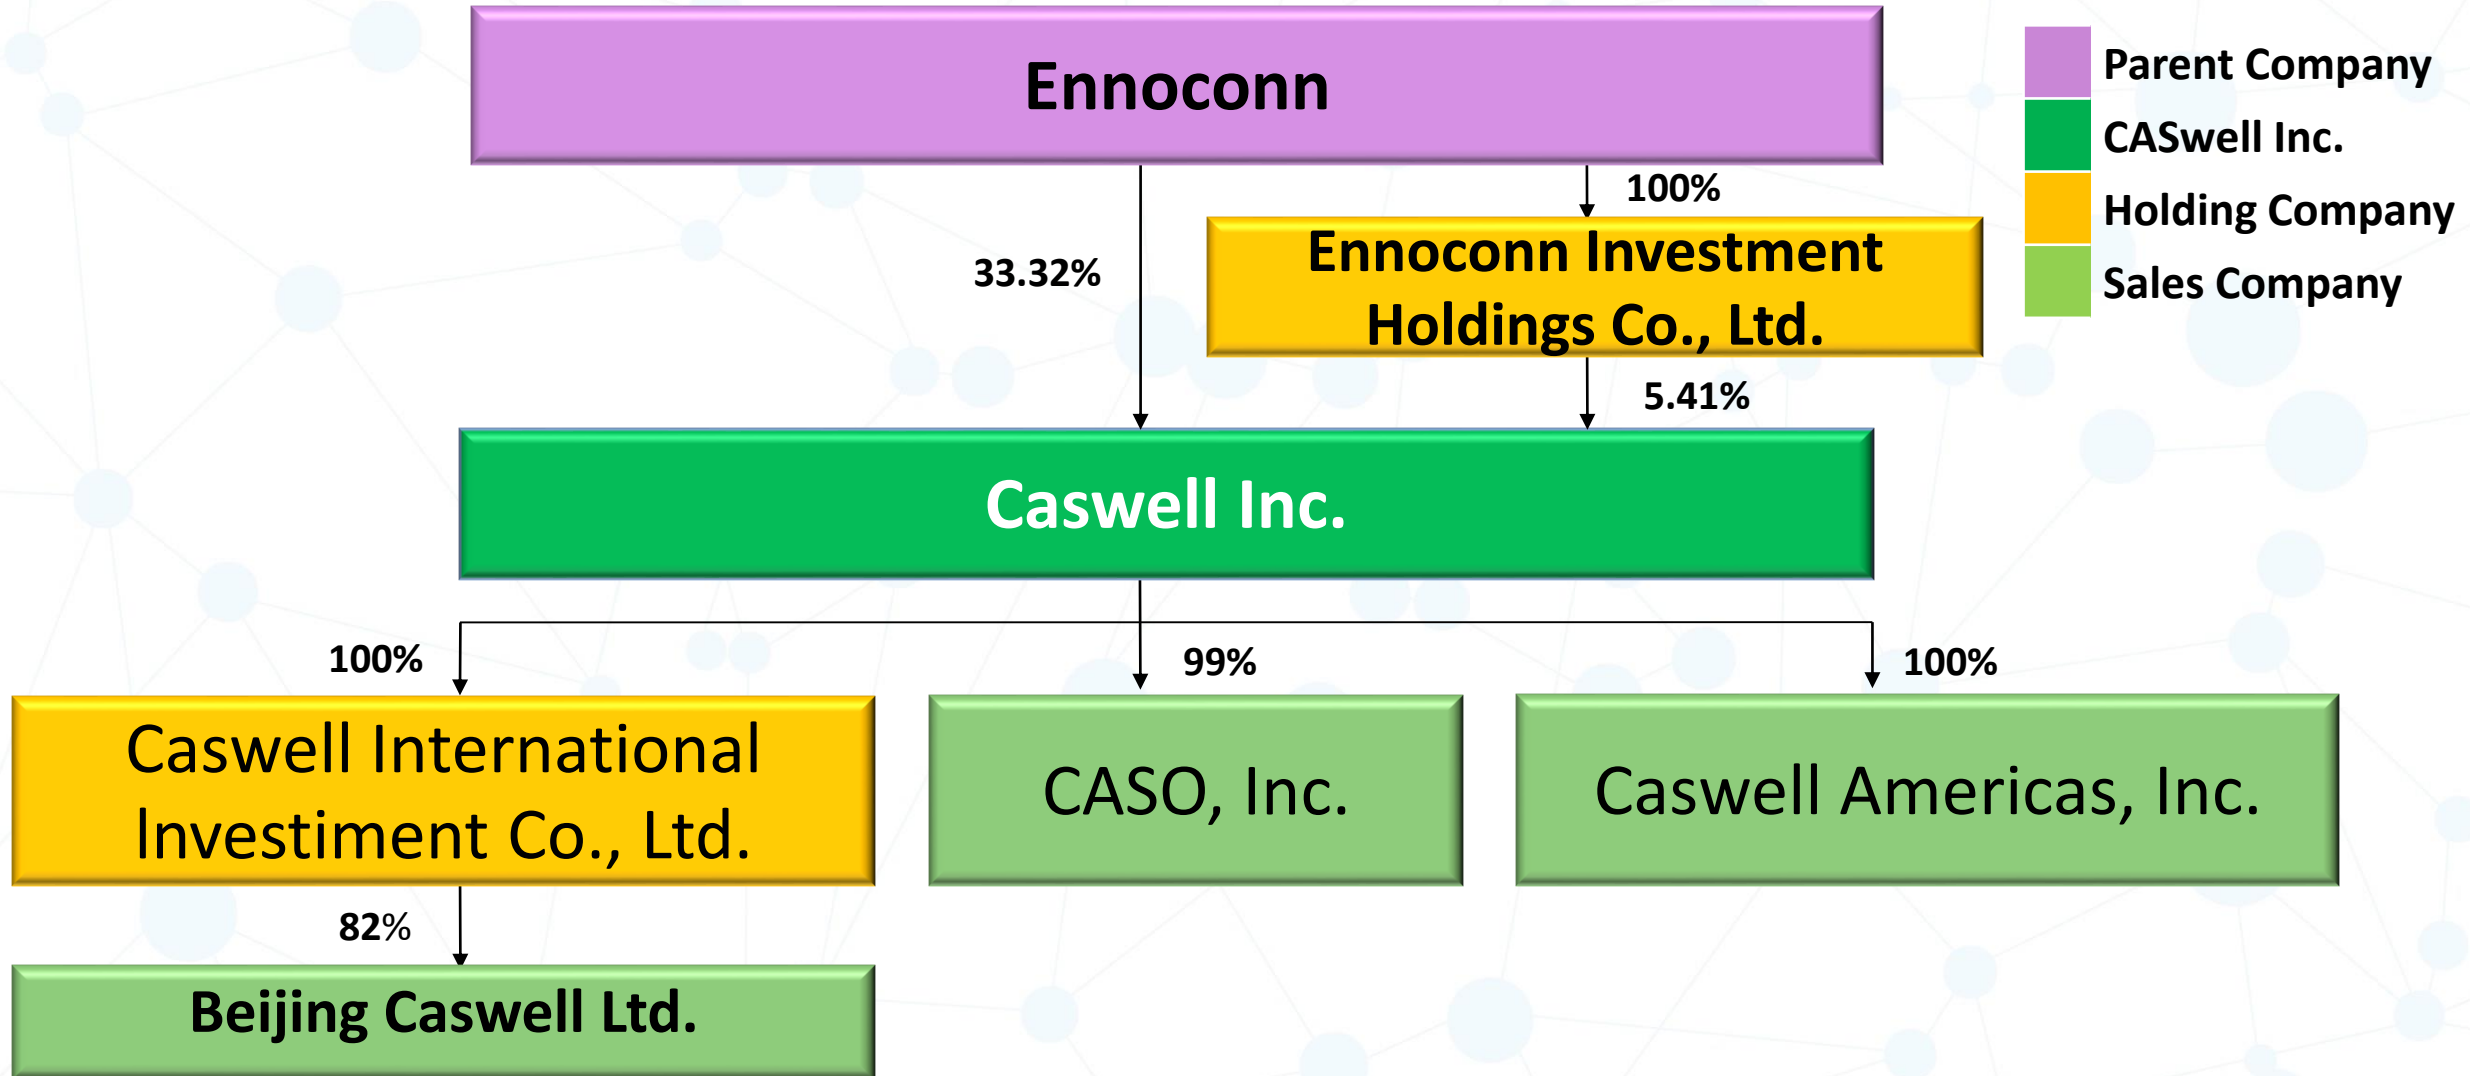 Ennoconn
Parent Company
CASwell Inc.
Holding Company
Sales Company
100%
33.32%
Ennoconn Investment
Holdings Co., Ltd.
5.41%
Caswell Inc.
100%
99%
100%
Caswell International
Investiment Co., Ltd.
CASO, Inc.
Caswell Americas, Inc.
82%
Beijing Caswell Ltd.